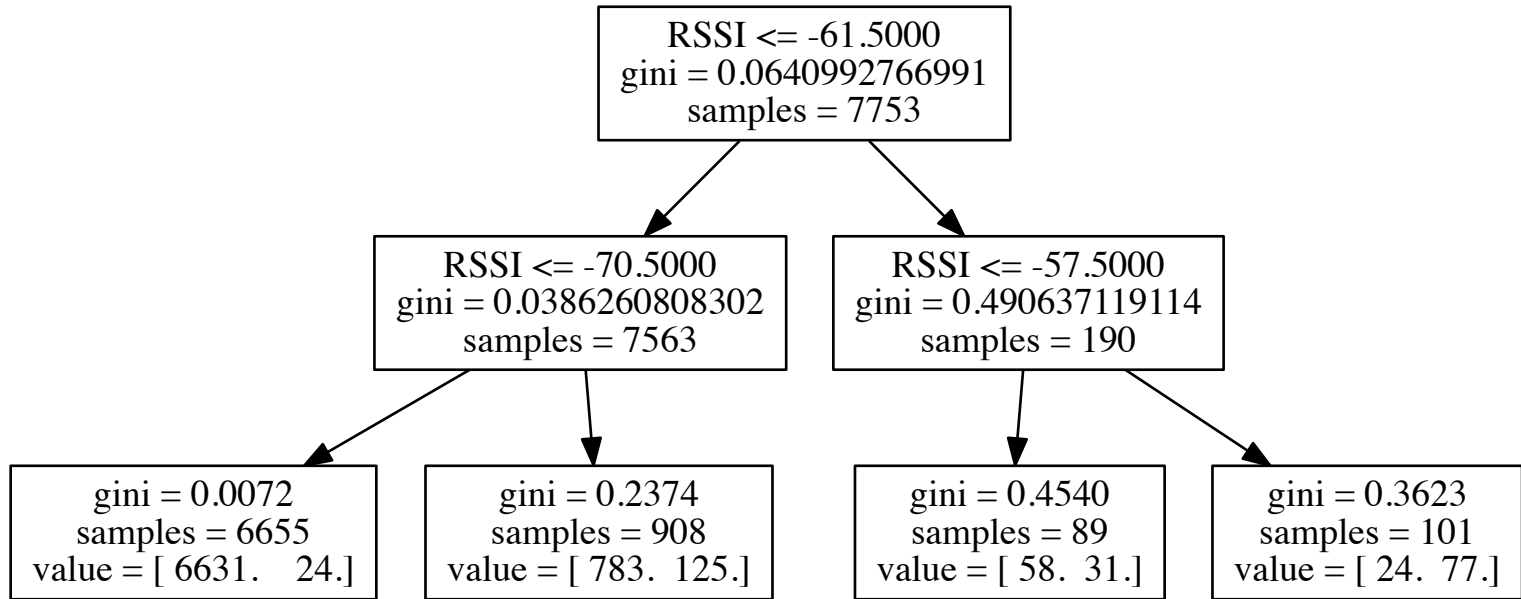 RSSI <= -61.5000
gini = 0.0640992766991
samples = 7753
RSSI <= -70.5000
gini = 0.0386260808302
samples = 7563
RSSI <= -57.5000
gini = 0.490637119114
samples = 190
gini = 0.0072
samples = 6655
value = [ 6631.    24.]
gini = 0.2374
samples = 908
value = [ 783.  125.]
gini = 0.4540
samples = 89
value = [ 58.  31.]
gini = 0.3623
samples = 101
value = [ 24.  77.]